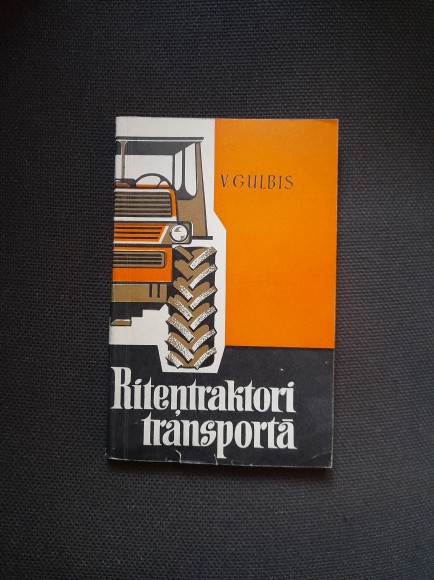 V GULBIS
Riteņtraktori
transportā